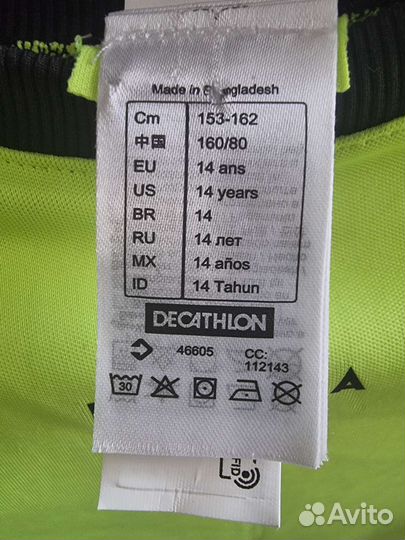 Made in Bangladesh
Cm 153-162
中国 160/80
EU 14 ans
US 14 years
BR 14
RU 14 лет
MX 14 años
ID 14 Tahun
DECATHLON
46605 CC:
112143
30
A
Avito